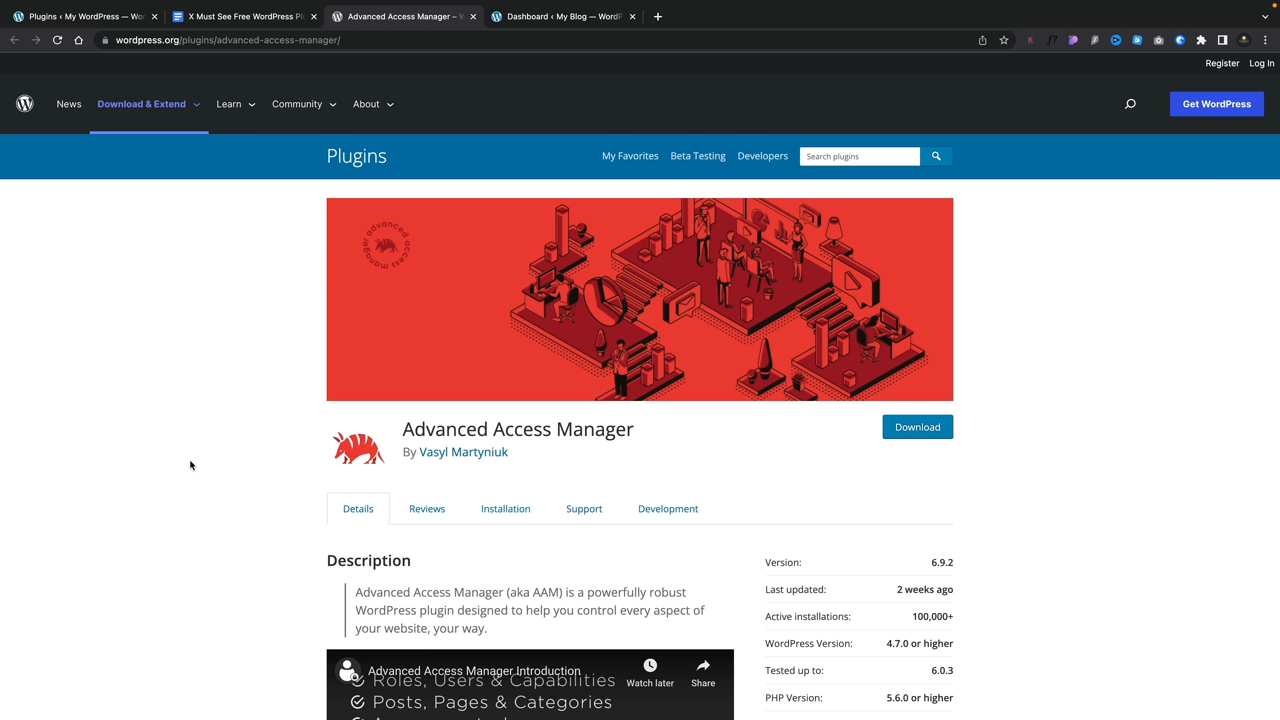 Plugins ‹ My WordPress — Wor
X Must See Free WordPress Pl
Advanced Access Manager – W
Dashboard ‹ My Blog — WordP
wordpress.org/plugins/advanced-access-manager/
Register Log In
News Download & Extend Learn Community About Get WordPress
Plugins My Favorites Beta Testing Developers Search plugins
advanced access manager
Advanced Access Manager
By Vasyl Martyniuk
Download
Details Reviews Installation Support Development
Description
Advanced Access Manager (aka AAM) is a powerfully robust
WordPress plugin designed to help you control every aspect of
your website, your way.
Advanced Access Manager Introduction
Watch later Share
Roles, Users & Capabilities
Posts, Pages & Categories
Version: 6.9.2
Last updated: 2 weeks ago
Active installations: 100,000+
WordPress Version: 4.7.0 or higher
Tested up to: 6.0.3
PHP Version: 5.6.0 or higher